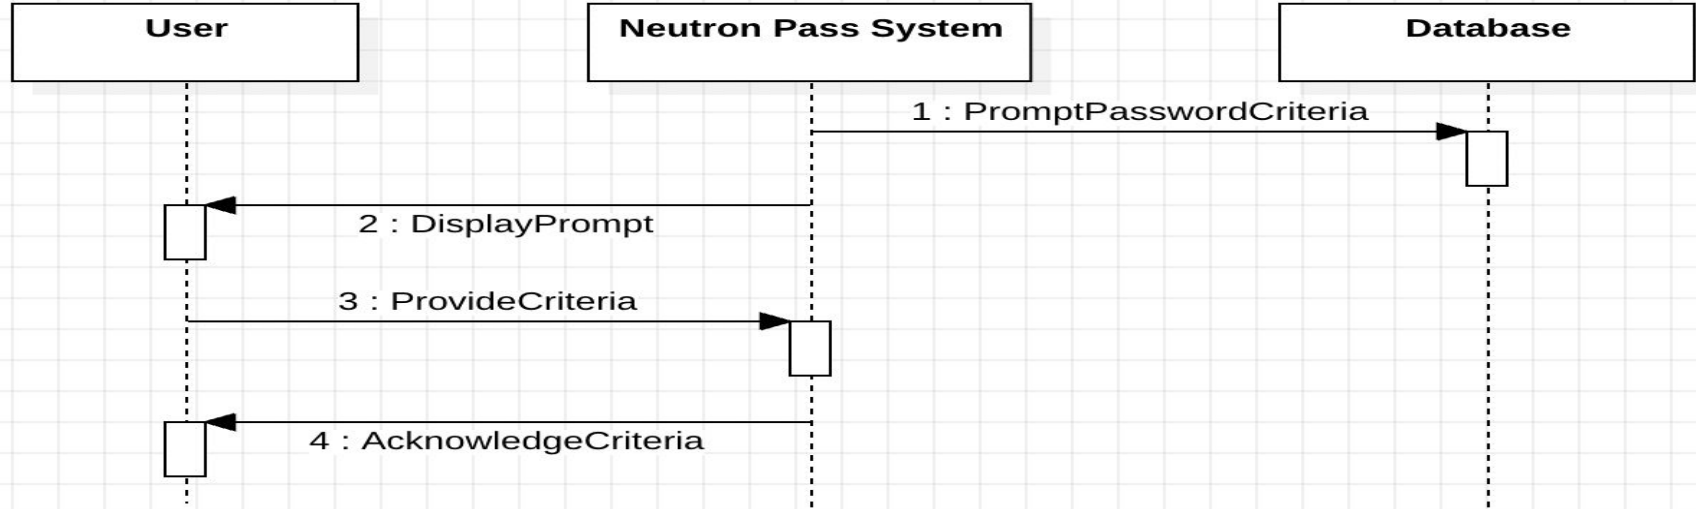 User
Neutron Pass System
Database
1 : PromptPasswordCriteria
2 : DisplayPrompt
3 : ProvideCriteria
4 : AcknowledgeCriteria